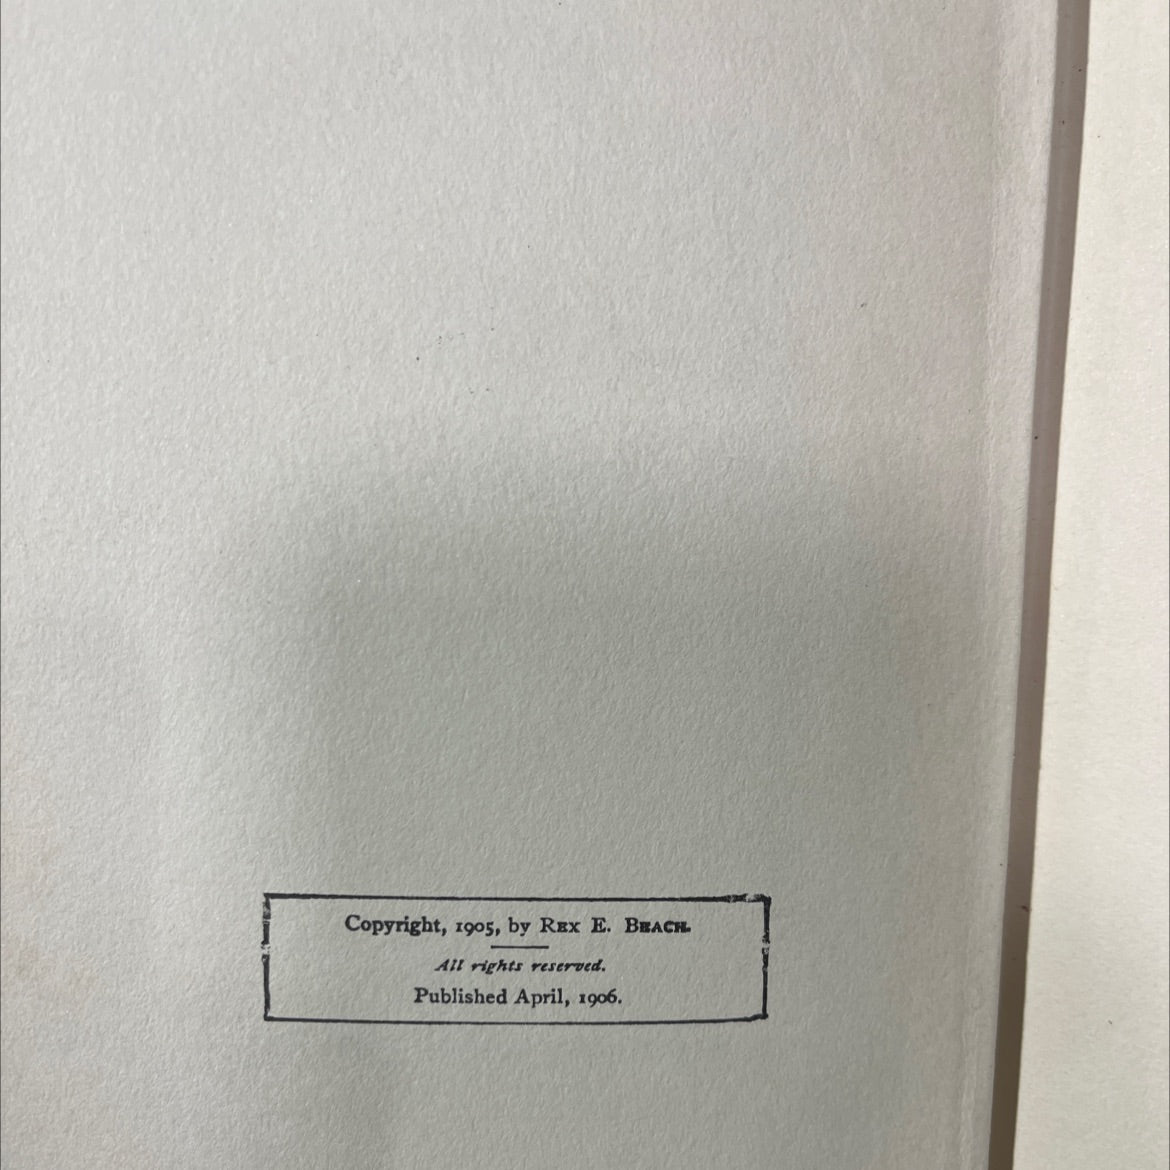 Copyright, 1905, by Rex E. Beach.
All rights reserved.
Published April, 1906.